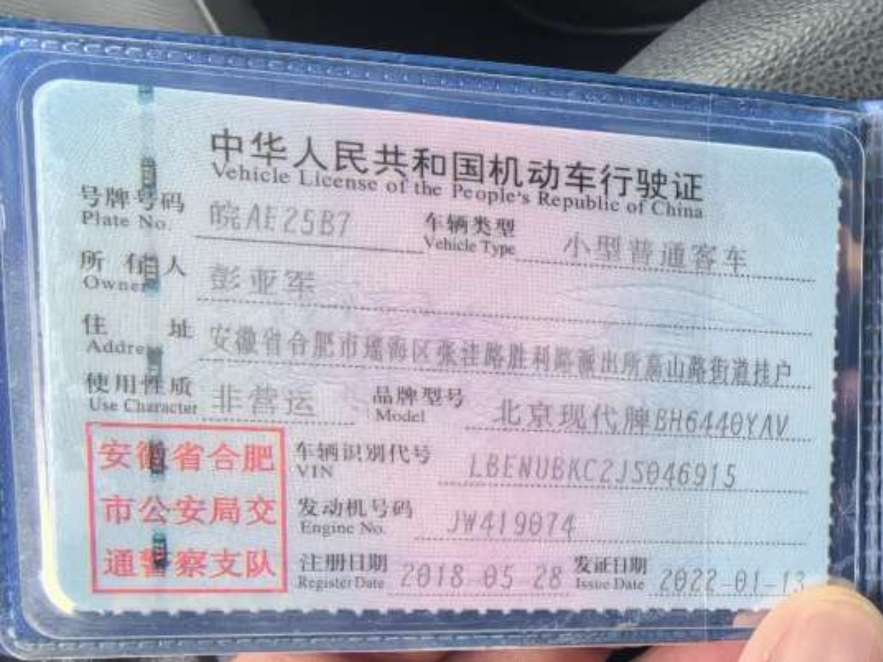 中华人民共和国机动车行驶证
Vehicle License of the People's Republic of China
号牌号码 皖AE25B7 车辆类型 小型普通客车
Plate No. Vehicle Type
所有人 彭亚军
Owner
住址 安徽省合肥市瑶海区张洼路胜利路派出所嘉山路街道挂户
Address
使用性质 非营运 品牌型号 北京现代牌BH6440YAV
Use Character Model
安徽省合肥 车辆识别代号 LBENUBKC2JS046915
VIN
市公安局交 发动机号码 JW419074
Engine No.
通警察支队 注册日期 2018-05-28 发证日期 2022-01-13
Register Date Issue Date